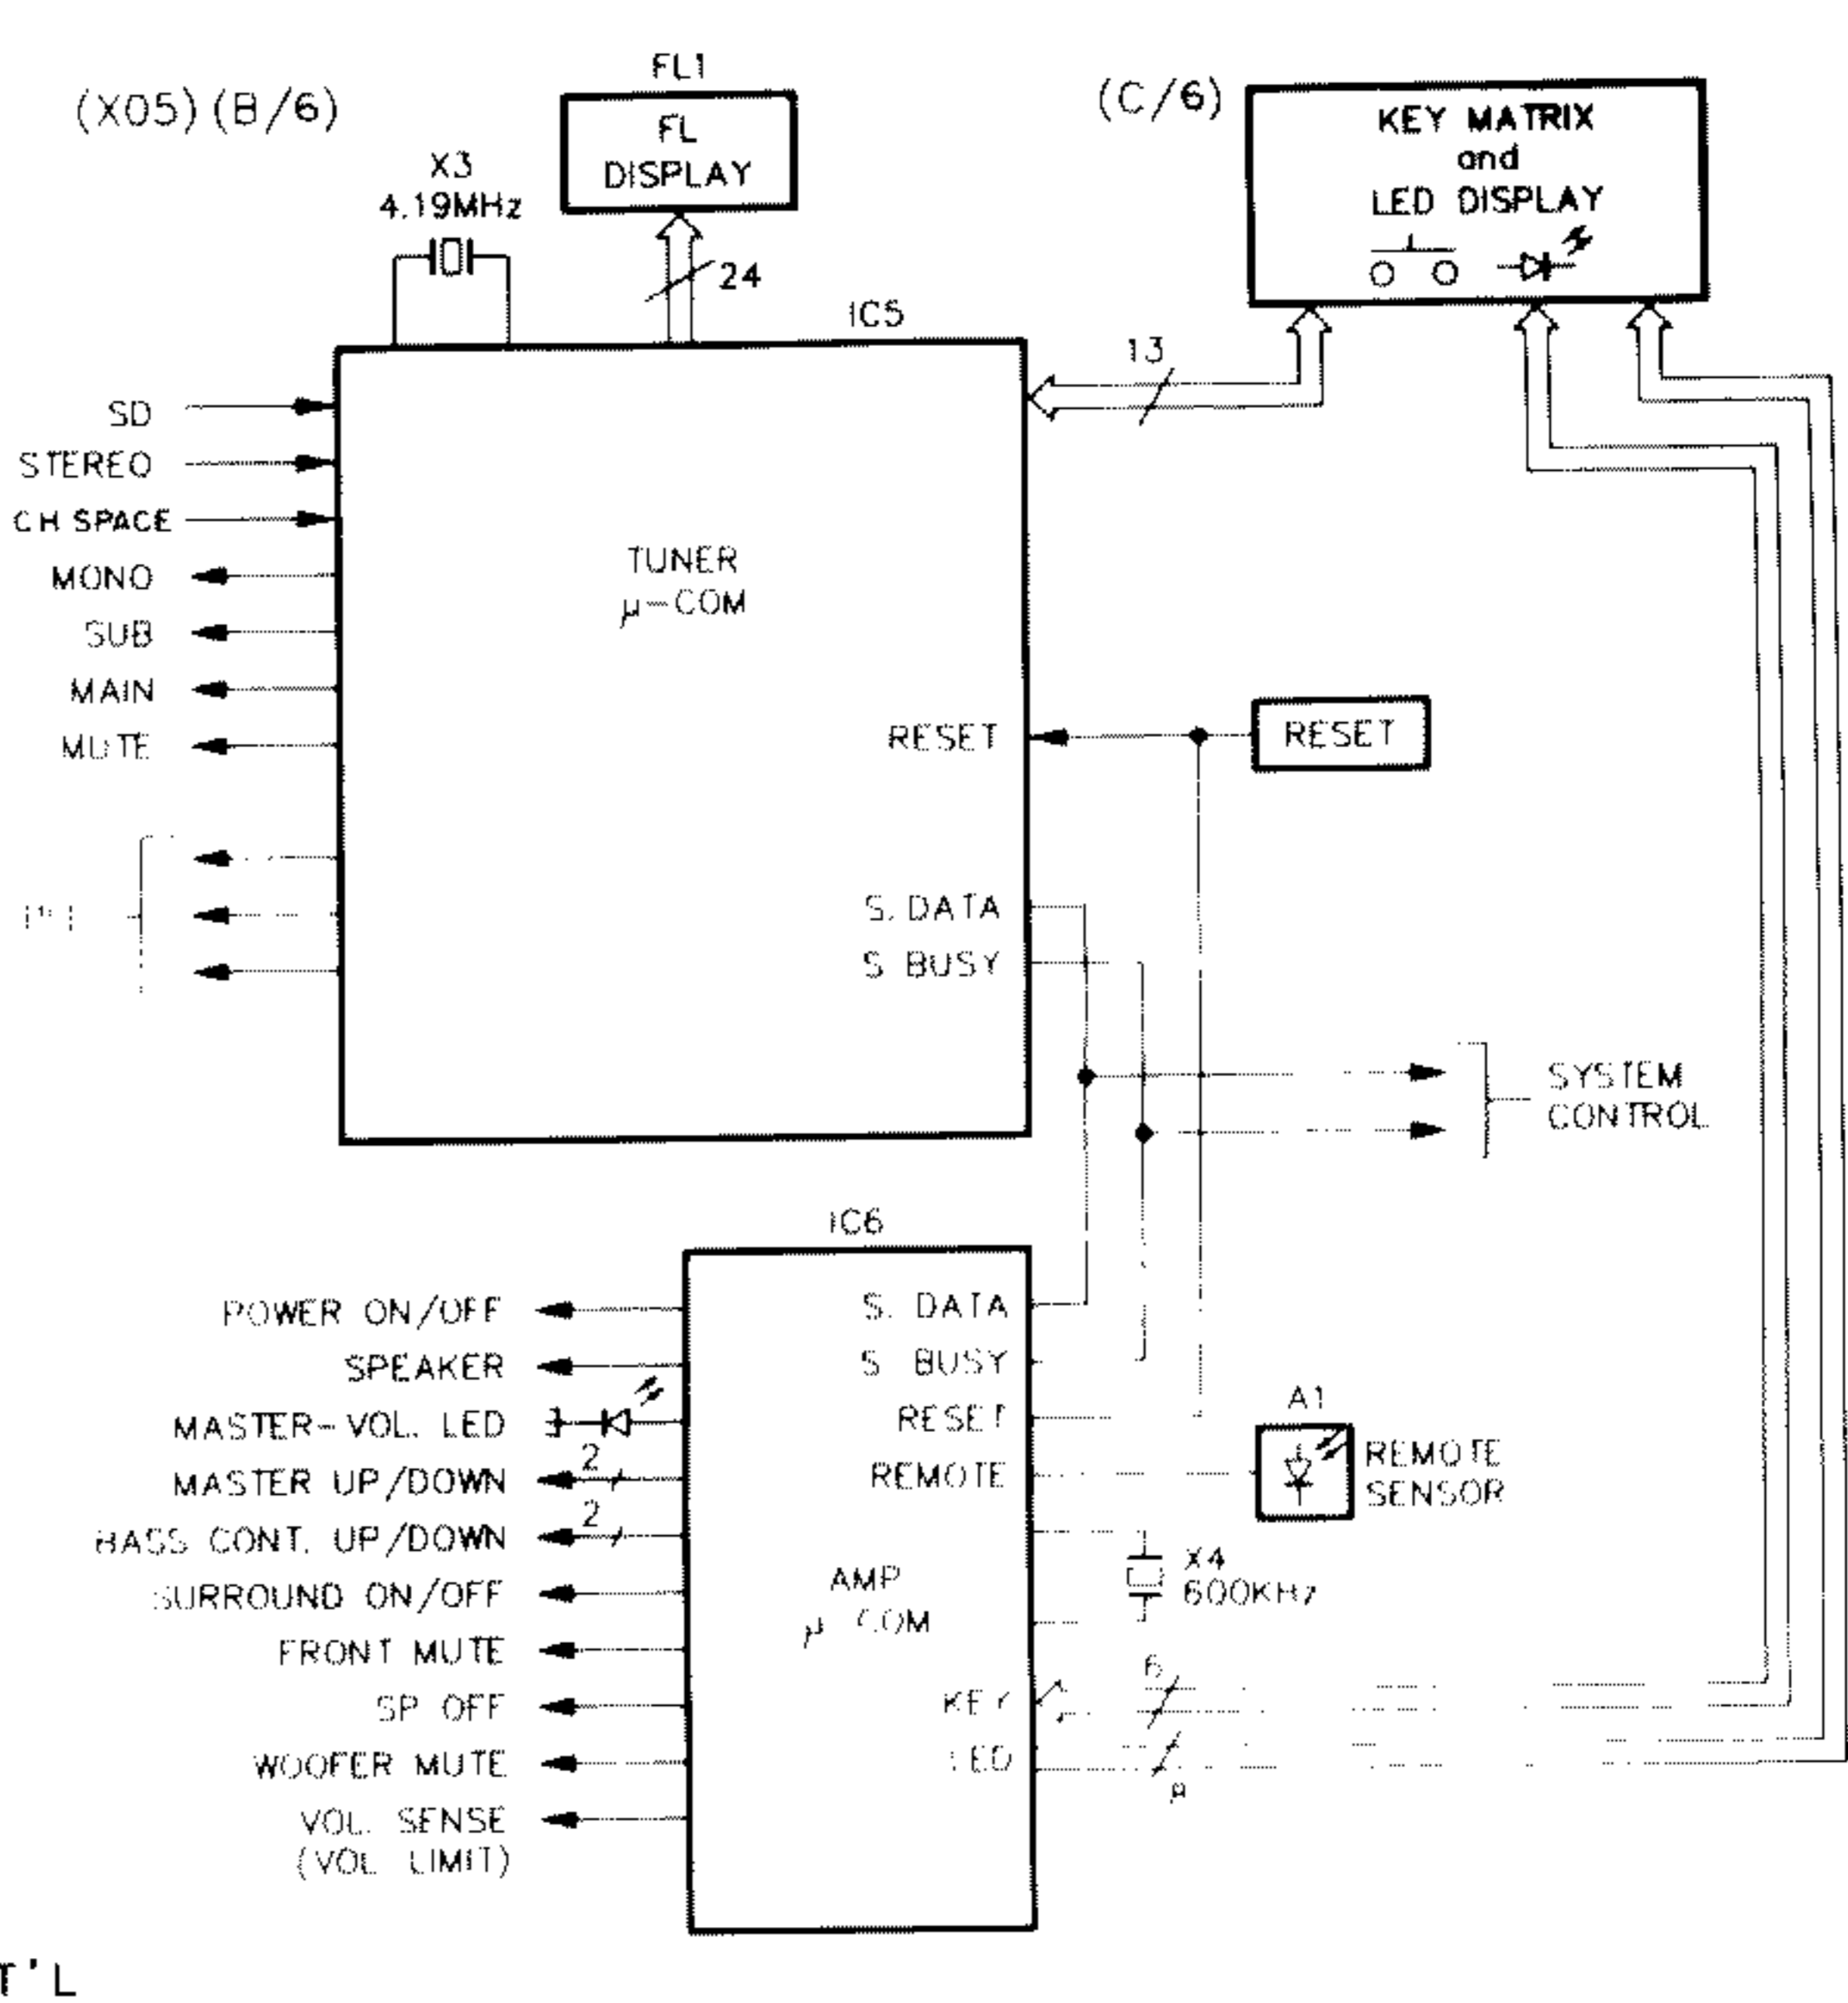 (X05)(B/6)
FL1
FL
DISPLAY
(C/6)
KEY MATRIX
and
LED DISPLAY
X3
4.19MHz
24
IC5
13
SD
STEREO
CH SPACE
MONO
SUB
MAIN
MUTE
TUNER
μ-COM
RESET
RESET
S. DATA
S BUSY
SYSTEM
CONTROL
IC6
POWER ON/OFF
SPEAKER
MASTER-VOL. LED
2
MASTER UP/DOWN
2
BASS CONT. UP/DOWN
SURROUND ON/OFF
FRONT MUTE
SP OFF
WOOFER MUTE
VOL. SENSE
(VOL LIMIT)
S. DATA
S BUSY
RESET
REMOTE
A1
REMOTE
SENSOR
AMP
μ COM
X4
600KHz
KEY
6
LED
T'L